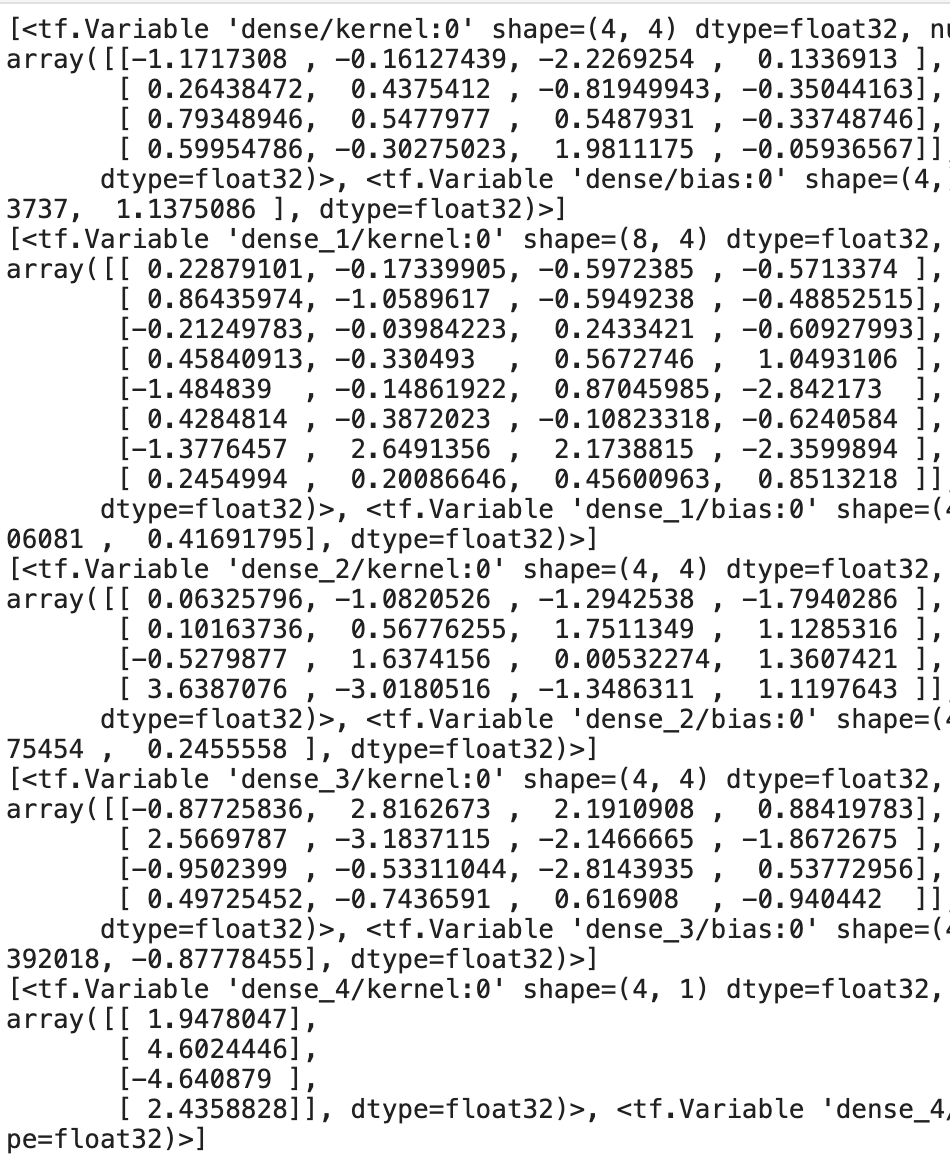 [<tf.Variable 'dense/kernel:0' shape=(4, 4) dtype=float32, nu
array([[-1.1717308 , -0.16127439, -2.2269254 ,  0.1336913 ],
       [ 0.26438472,  0.4375412 , -0.81949943, -0.35044163],
       [ 0.79348946,  0.5477977 ,  0.5487931 , -0.33748746],
       [ 0.59954786, -0.30275023,  1.9811175 , -0.05936567]],
      dtype=float32)>, <tf.Variable 'dense/bias:0' shape=(4,
3737,  1.1375086 ], dtype=float32)>]
[<tf.Variable 'dense_1/kernel:0' shape=(8, 4) dtype=float32,
array([[ 0.22879101, -0.17339905, -0.5972385 , -0.5713374 ],
       [ 0.86435974, -1.0589617 , -0.5949238 , -0.48852515],
       [-0.21249783, -0.03984223,  0.2433421 , -0.60927993],
       [ 0.45840913, -0.330493  ,  0.5672746 ,  1.0493106 ],
       [-1.484839  , -0.14861922,  0.87045985, -2.842173  ],
       [ 0.4284814 , -0.3872023 , -0.10823318, -0.6240584 ],
       [-1.3776457 ,  2.6491356 ,  2.1738815 , -2.3599894 ],
       [ 0.2454994 ,  0.20086646,  0.45600963,  0.8513218 ]],
      dtype=float32)>, <tf.Variable 'dense_1/bias:0' shape=(4
06081 ,  0.41691795], dtype=float32)>]
[<tf.Variable 'dense_2/kernel:0' shape=(4, 4) dtype=float32,
array([[ 0.06325796, -1.0820526 , -1.2942538 , -1.7940286 ],
       [ 0.10163736,  0.56776255,  1.7511349 ,  1.1285316 ],
       [-0.5279877 ,  1.6374156 ,  0.00532274,  1.3607421 ],
       [ 3.6387076 , -3.0180516 , -1.3486311 ,  1.1197643 ]],
      dtype=float32)>, <tf.Variable 'dense_2/bias:0' shape=(4
75454 ,  0.2455558 ], dtype=float32)>]
[<tf.Variable 'dense_3/kernel:0' shape=(4, 4) dtype=float32,
array([[-0.87725836,  2.8162673 ,  2.1910908 ,  0.88419783],
       [ 2.5669787 , -3.1837115 , -2.1466665 , -1.8672675 ],
       [-0.9502399 , -0.53311044, -2.8143935 ,  0.53772956],
       [ 0.49725452, -0.7436591 ,  0.616908  , -0.940442  ]],
      dtype=float32)>, <tf.Variable 'dense_3/bias:0' shape=(4
392018, -0.87778455], dtype=float32)>]
[<tf.Variable 'dense_4/kernel:0' shape=(4, 1) dtype=float32,
array([[ 1.9478047],
       [ 4.6024446],
       [-4.640879 ],
       [ 2.4358828]], dtype=float32)>, <tf.Variable 'dense_4/
pe=float32)>]